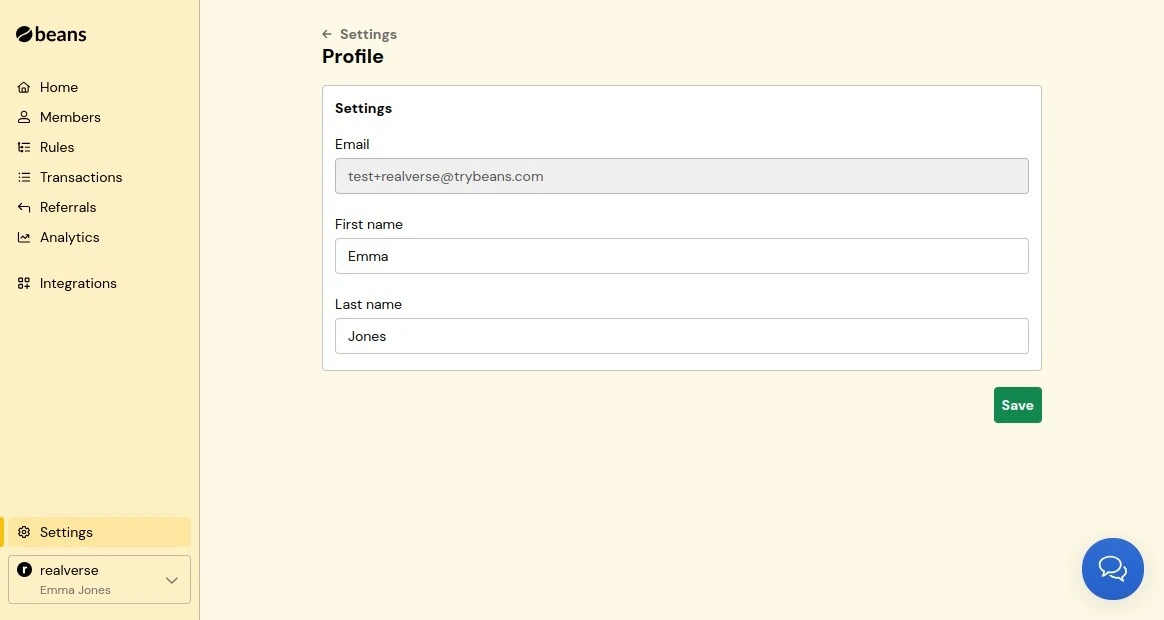 beans
Home
Members
Rules
Transactions
Referrals
Analytics
Integrations
Settings
r realverse
Emma Jones
Settings
Profile
Settings
Email
test+realverse@trybeans.com
First name
Emma
Last name
Jones
Save